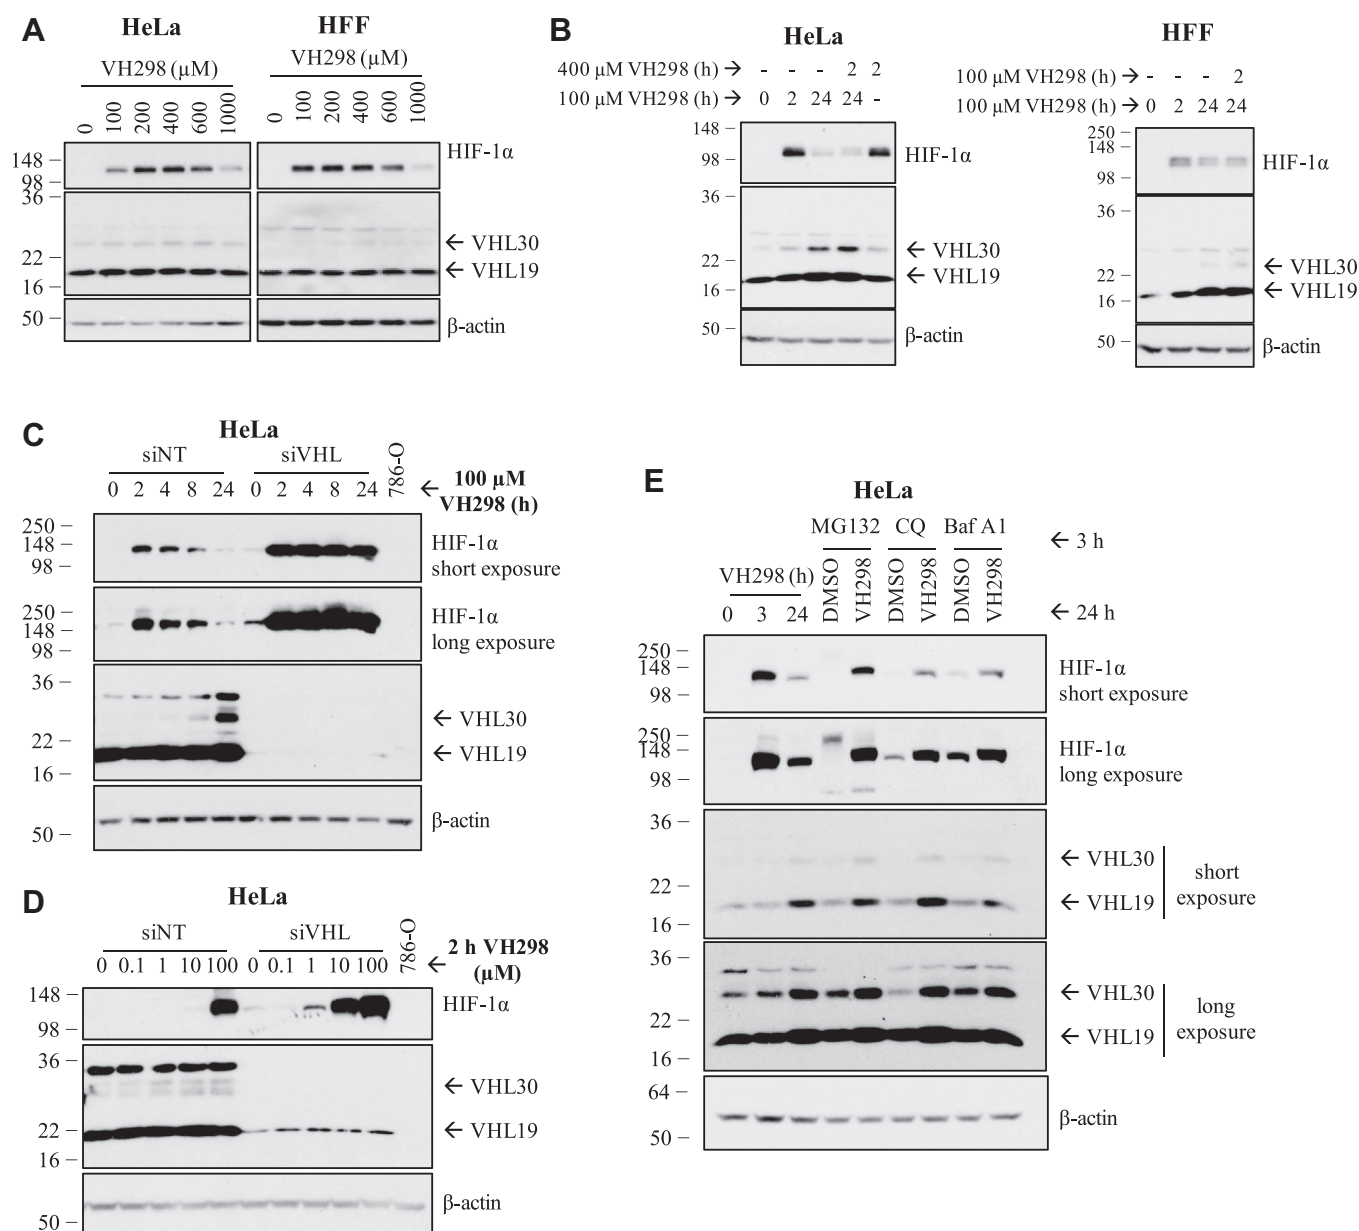 A
HeLa
HFF
VH298 (µM)
VH298 (µM)
0 100 200 400 600 1000
0 100 200 400 600 1000
148
98
HIF-1α
36
22
16
← VHL30
← VHL19
50
β-actin
B
HeLa
HFF
400 µM VH298 (h) → - - - 2 2
100 µM VH298 (h) → 0 2 24 24 -
100 µM VH298 (h) → - - - 2
100 µM VH298 (h) → 0 2 24 24
148
98
HIF-1α
36
22
16
← VHL30
← VHL19
50
β-actin
250
148
98
HIF-1α
36
22
16
← VHL30
← VHL19
50
β-actin
C
HeLa
siNT
siVHL
786-O
0 2 4 8 24 0 2 4 8 24
← 100 µM
VH298 (h)
250
148
98
HIF-1α
short exposure
250
148
98
HIF-1α
long exposure
36
22
16
← VHL30
← VHL19
50
β-actin
D
HeLa
siNT
siVHL
786-O
0 0.1 1 10 100 0 0.1 1 10 100
← 2 h VH298
(µM)
148
98
HIF-1α
36
22
16
← VHL30
← VHL19
50
β-actin
E
HeLa
MG132 CQ Baf A1
← 3 h
VH298 (h)
DMSO VH298 DMSO VH298 DMSO VH298
0 3 24
← 24 h
250
148
98
HIF-1α
short exposure
250
148
98
HIF-1α
long exposure
36
22
16
← VHL30
← VHL19
short
exposure
36
22
16
← VHL30
← VHL19
long
exposure
64
50
β-actin